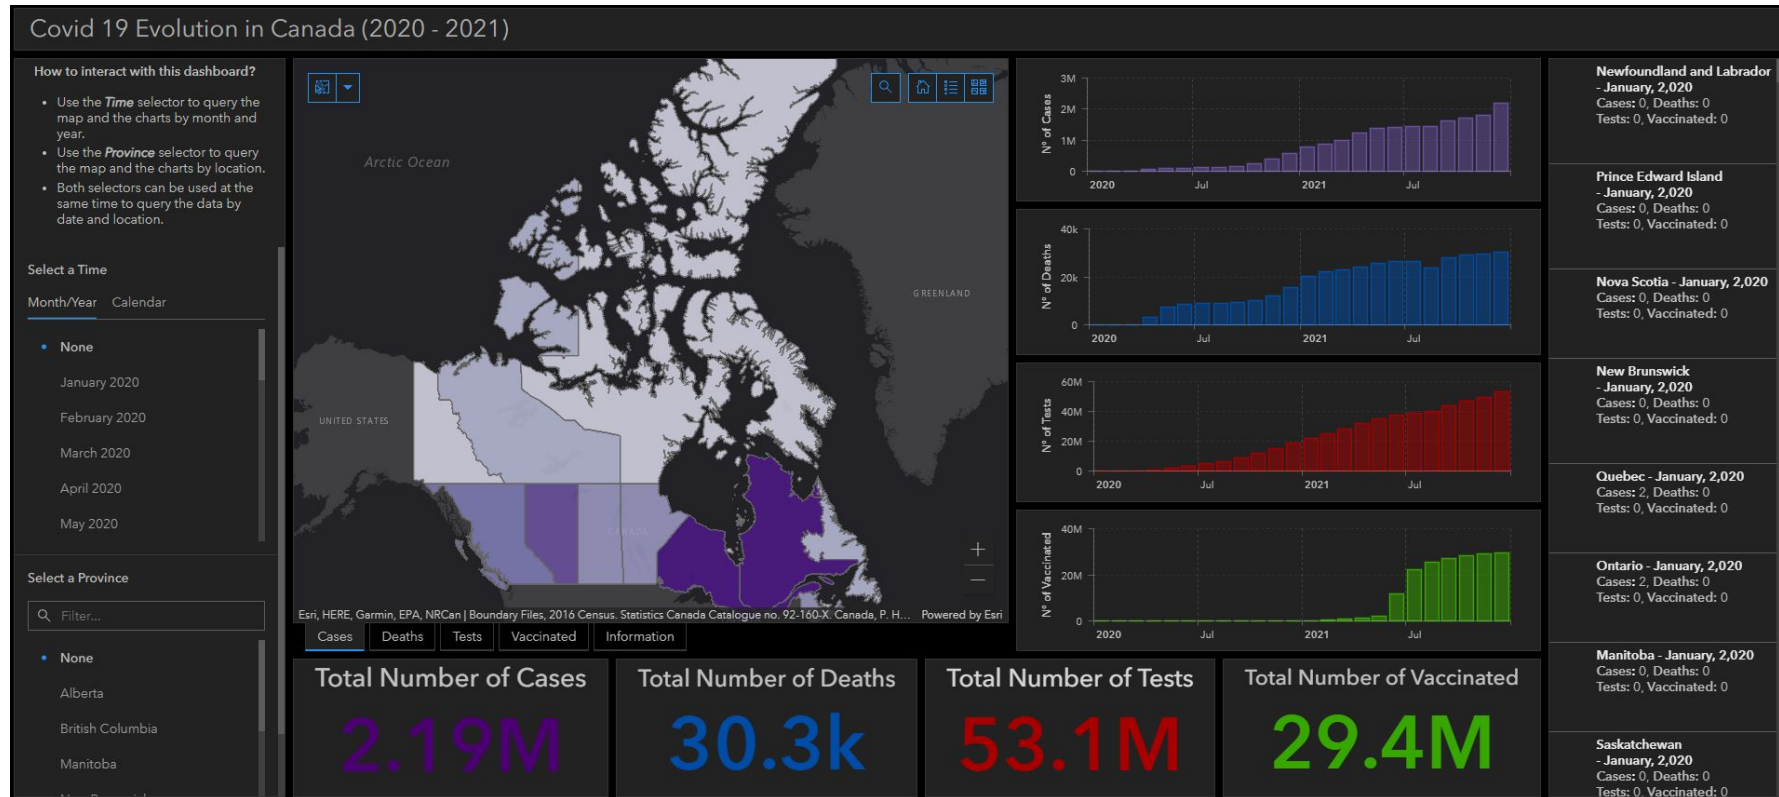 Covid 19 Evolution in Canada (2020 - 2021)
How to interact with this dashboard?
• Use the Time selector to query the
map and the charts by month and
year.
• Use the Province selector to query
the map and the charts by location.
• Both selectors can be used at the
same time to query the data by
date and location.
Select a Time
Month/Year Calendar
None
January 2020
February 2020
March 2020
April 2020
May 2020
Select a Province
Filter...
None
Alberta
British Columbia
Manitoba
Arctic Ocean
GREENLAND
UNITED STATES
CANADA
Esri, HERE, Garmin, EPA, NRCan | Boundary Files, 2016 Census. Statistics Canada Catalogue no. 92-160-X. Canada, P. H... Powered by Esri
Cases Deaths Tests Vaccinated Information
Total Number of Cases
2.19M
Total Number of Deaths
30.3k
Total Number of Tests
53.1M
Total Number of Vaccinated
29.4M
N° of Cases
3M
2M
1M
0
2020 Jul 2021 Jul
N° of Deaths
40k
20k
0
2020 Jul 2021 Jul
N° of Tests
60M
40M
20M
0
2020 Jul 2021 Jul
N° of Vaccinated
40M
20M
0
2020 Jul 2021 Jul
Newfoundland and Labrador
- January, 2,020
Cases: 0, Deaths: 0
Tests: 0, Vaccinated: 0
Prince Edward Island
- January, 2,020
Cases: 0, Deaths: 0
Tests: 0, Vaccinated: 0
Nova Scotia - January, 2,020
Cases: 0, Deaths: 0
Tests: 0, Vaccinated: 0
New Brunswick
- January, 2,020
Cases: 0, Deaths: 0
Tests: 0, Vaccinated: 0
Quebec - January, 2,020
Cases: 2, Deaths: 0
Tests: 0, Vaccinated: 0
Ontario - January, 2,020
Cases: 2, Deaths: 0
Tests: 0, Vaccinated: 0
Manitoba - January, 2,020
Cases: 0, Deaths: 0
Tests: 0, Vaccinated: 0
Saskatchewan
- January, 2,020
Cases: 0, Deaths: 0
Tests: 0, Vaccinated: 0